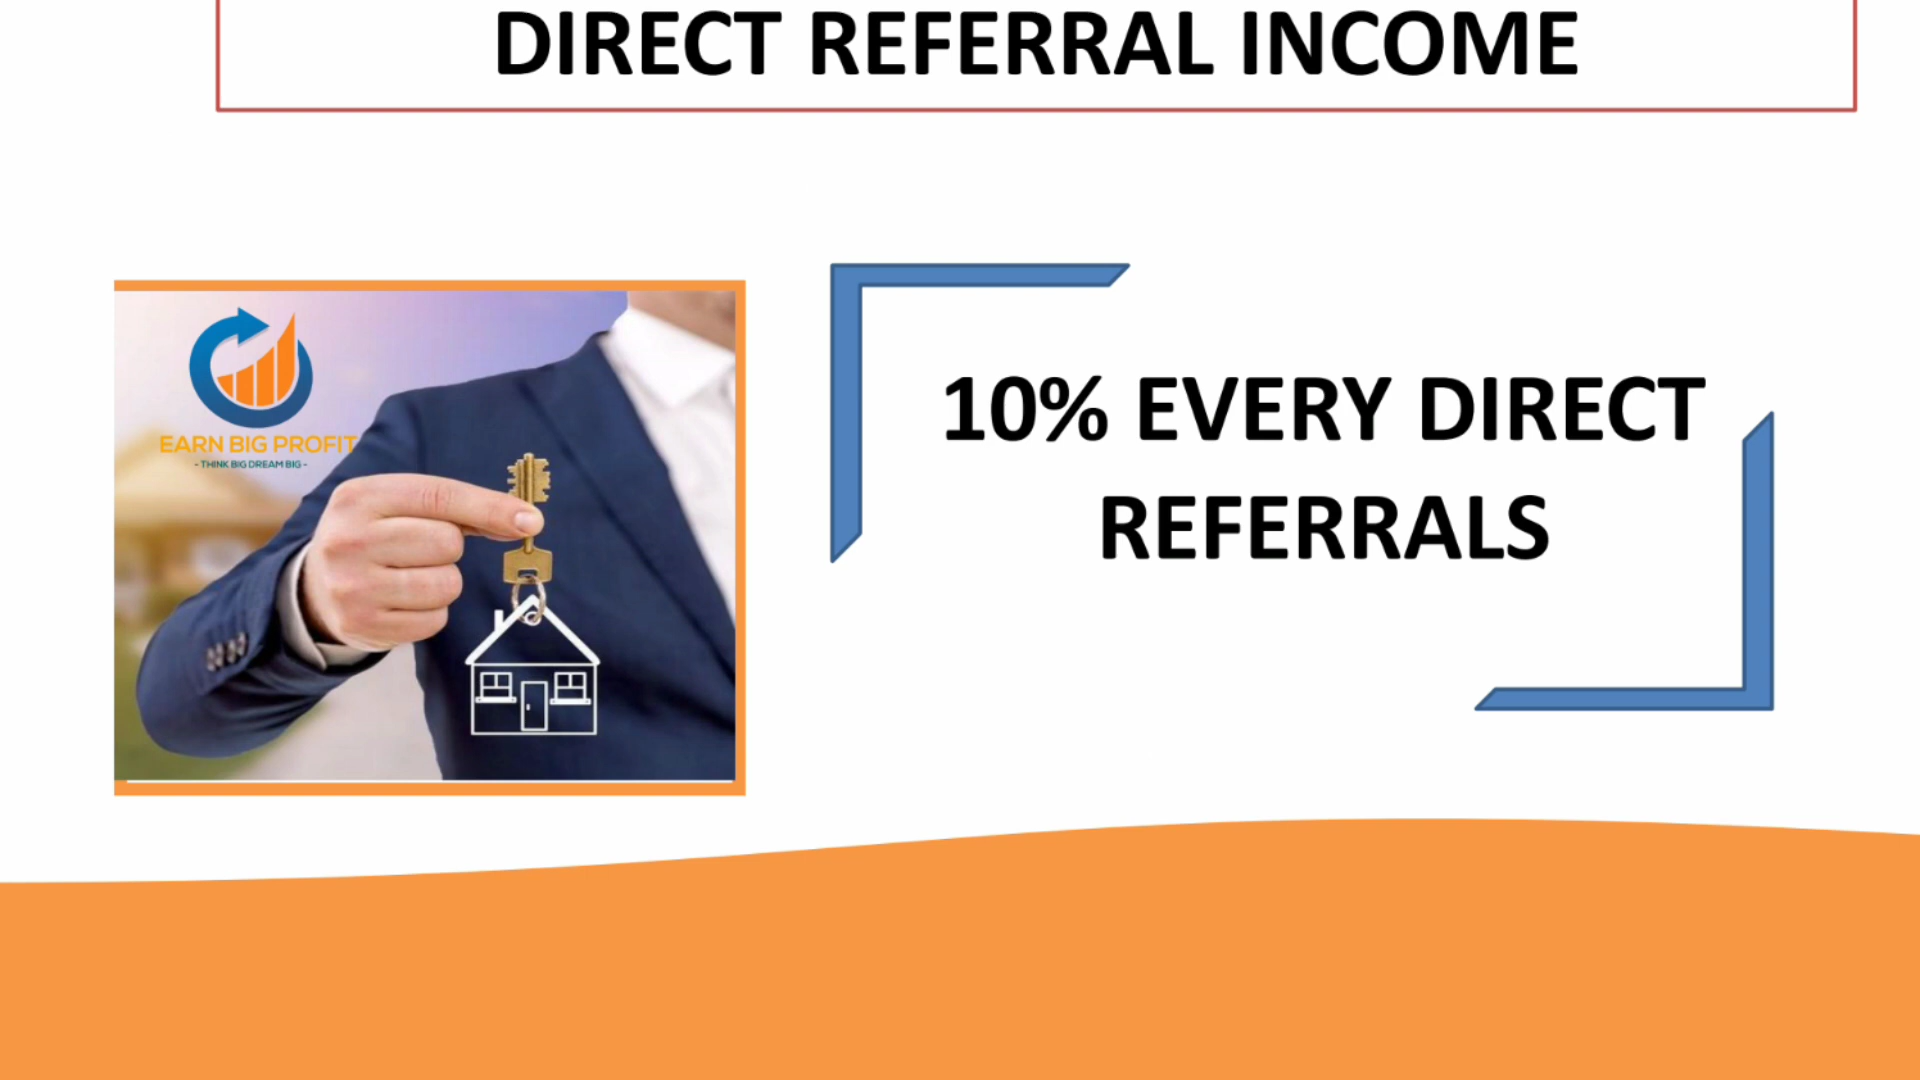 DIRECT REFERRAL INCOME
EARN BIG PROFIT
- THINK BIG DREAM BIG -
10% EVERY DIRECT
REFERRALS